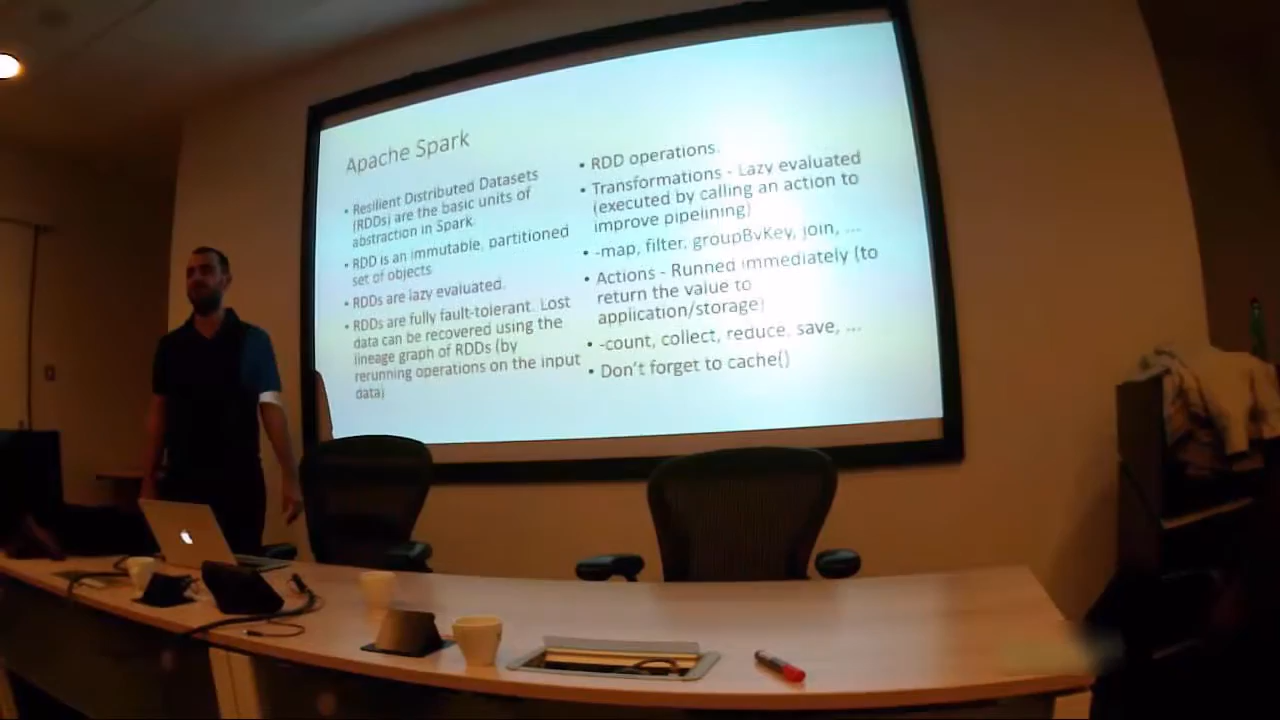 Apache Spark
• Resilient Distributed Datasets
(RDDs) are the basic units of
abstraction in Spark.
• RDD is an immutable, partitioned
set of objects
• RDDs are lazy evaluated.
• RDDs are fully fault-tolerant. Lost
data can be recovered using the
lineage graph of RDDs (by
rerunning operations on the input
data)
• RDD operations.
• Transformations - Lazy evaluated
(executed by calling an action to
improve pipelining)
• -map, filter, groupByKey, join, ...
• Actions - Runned immediately (to
return the value to
application/storage)
• -count, collect, reduce, save, ...
• Don't forget to cache()